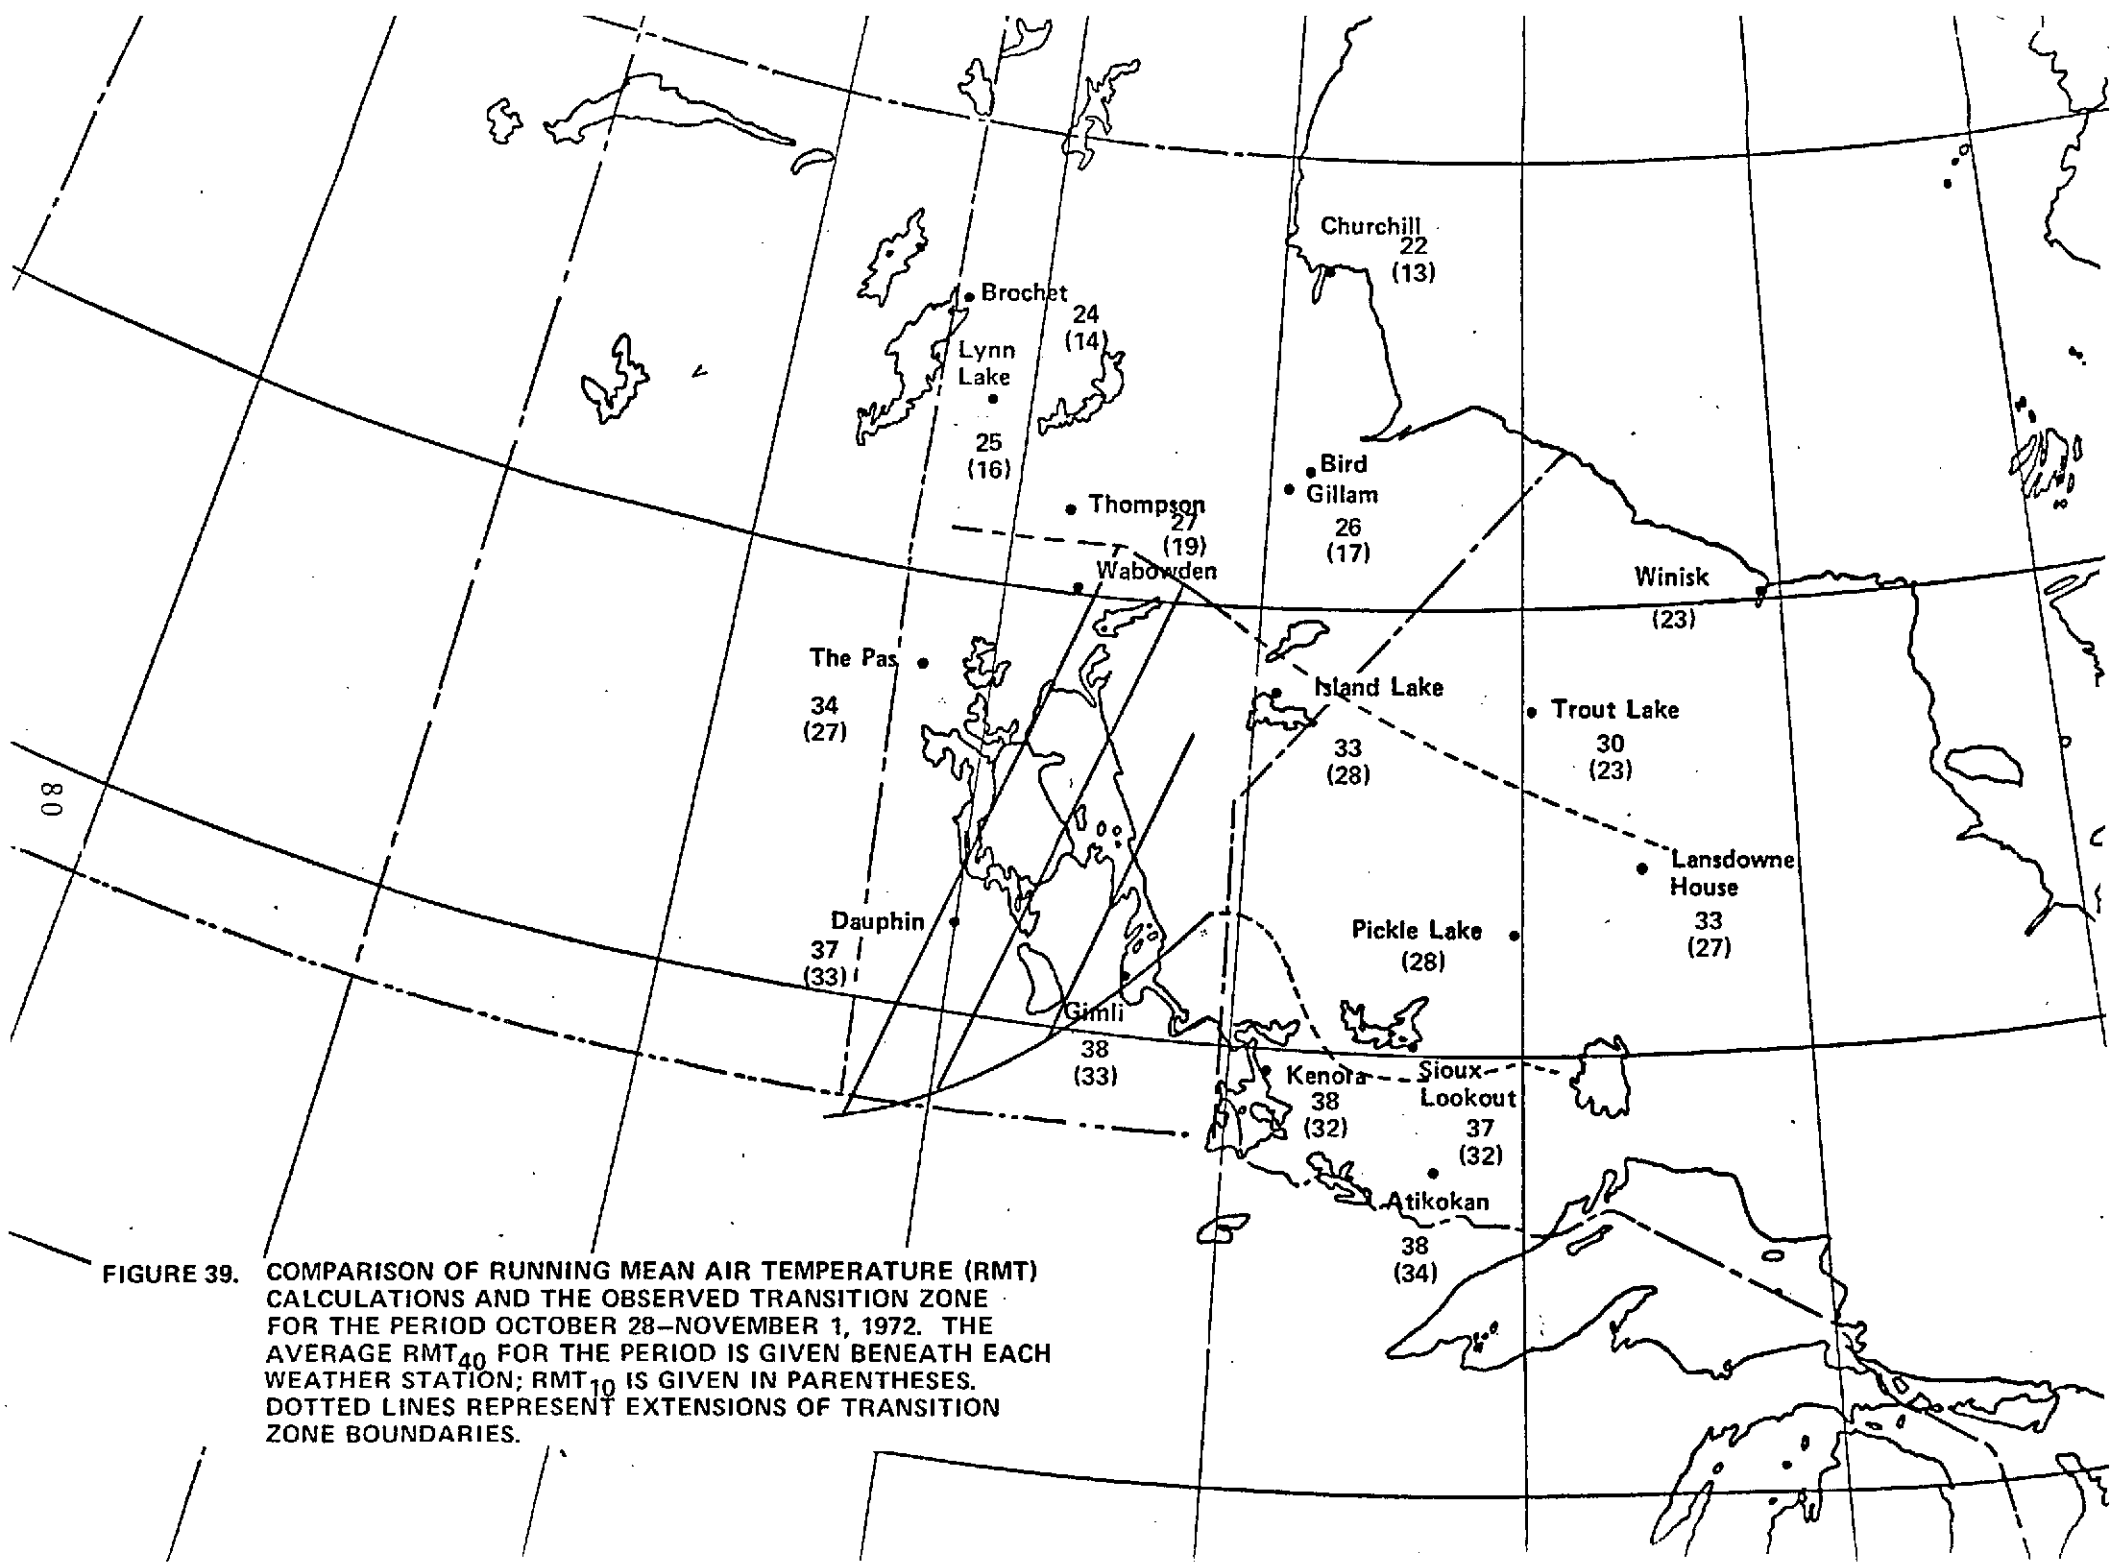 Churchill
22
(13)
Brochet
24
(14)
Lynn
Lake
25
(16)
Bird
Gillam
26
(17)
Thompson
27
(19)
Wabowden
Winisk
(23)
The Pas
34
(27)
Island Lake
33
(28)
Trout Lake
30
(23)
80
Lansdowne
House
33
(27)
Dauphin
37
(33)
Pickle Lake
(28)
Gimli
38
(33)
Kenora
38
(32)
Sioux
Lookout
37
(32)
Atikokan
38
(34)
FIGURE 39. COMPARISON OF RUNNING MEAN AIR TEMPERATURE (RMT)
CALCULATIONS AND THE OBSERVED TRANSITION ZONE
FOR THE PERIOD OCTOBER 28–NOVEMBER 1, 1972. THE
AVERAGE RMT40 FOR THE PERIOD IS GIVEN BENEATH EACH
WEATHER STATION; RMT10 IS GIVEN IN PARENTHESES.
DOTTED LINES REPRESENT EXTENSIONS OF TRANSITION
ZONE BOUNDARIES.